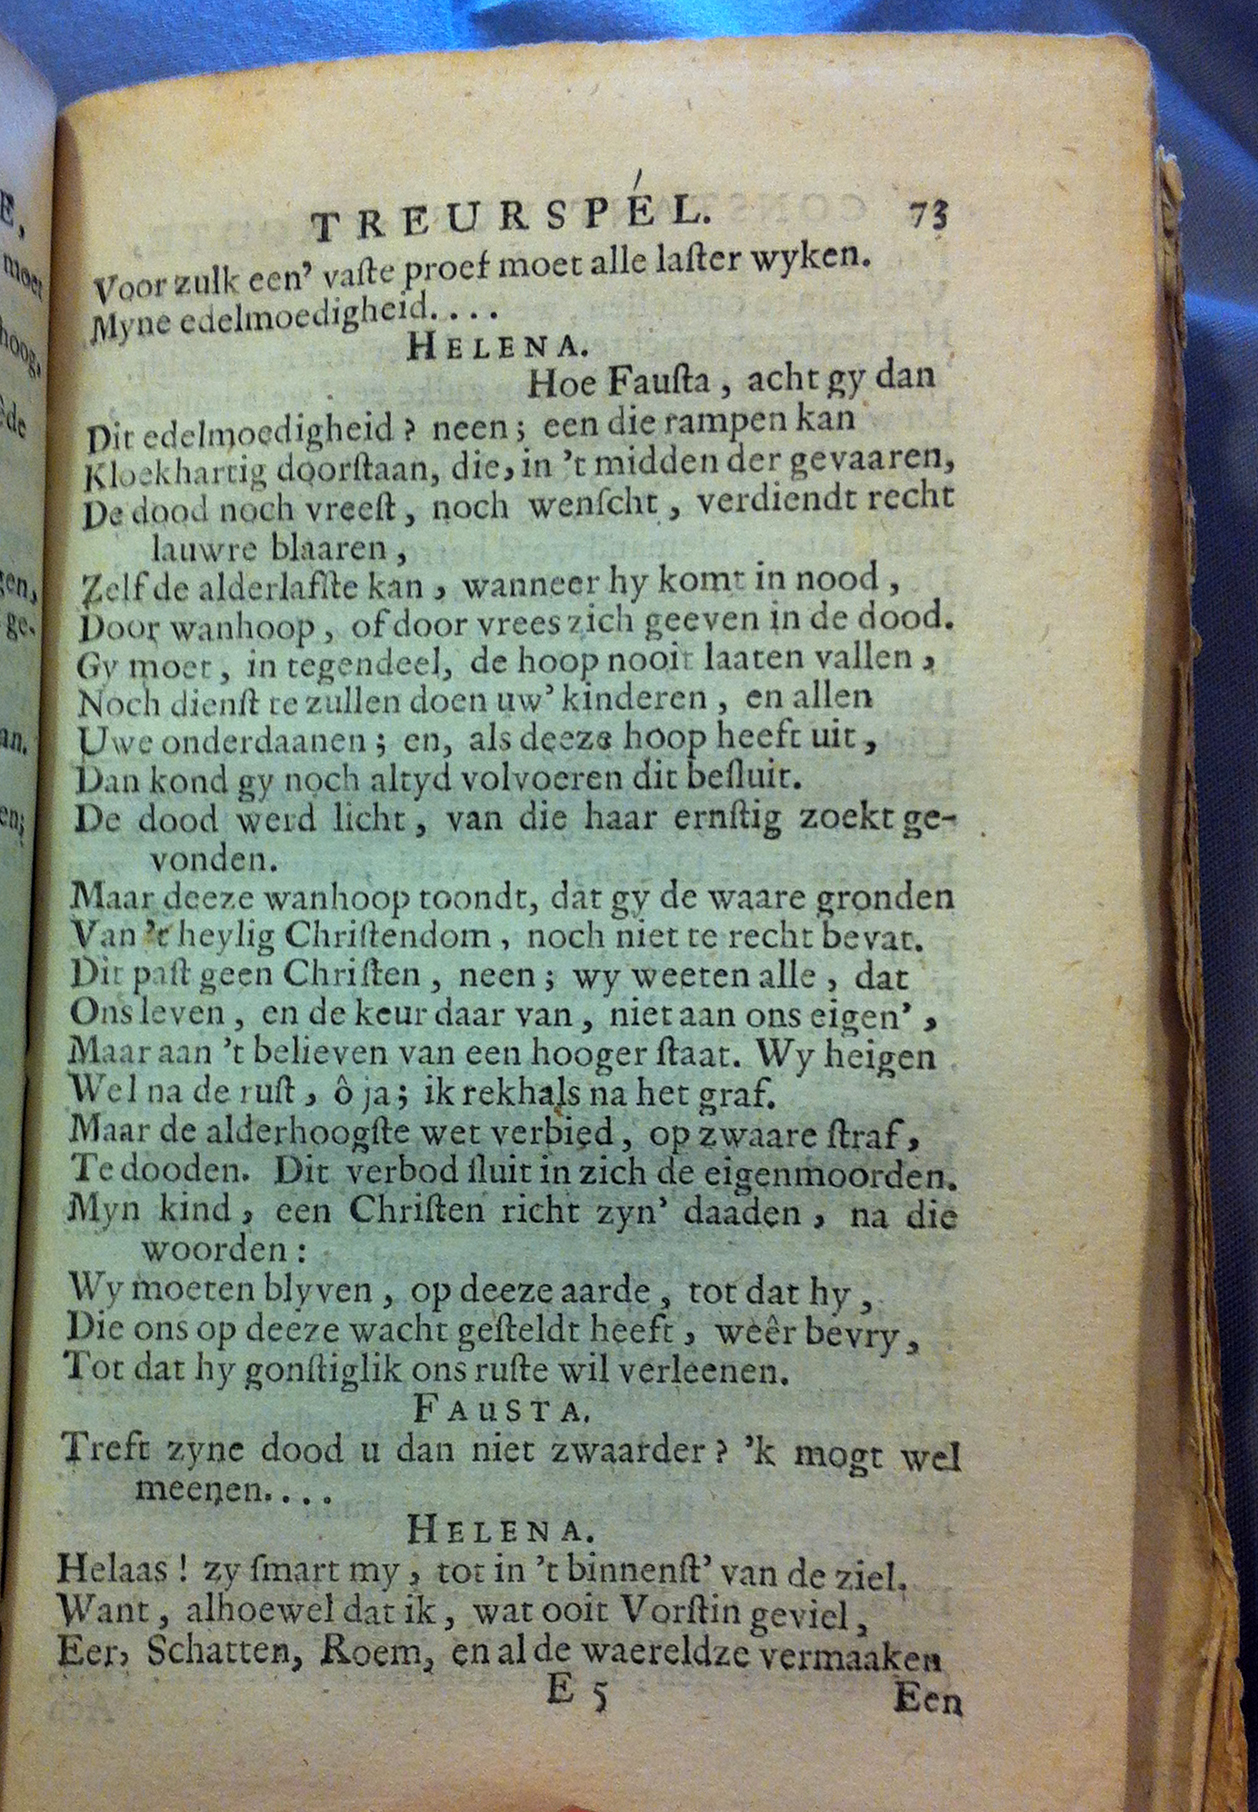 TREURSPÉL. 73
Voor zulk een' vaſte proef moet alle laſter wyken.
Myne edelmoedigheid....
HELENA.
Hoe Fauſta, acht gy dan
Dit edelmoedigheid? neen; een die rampen kan
Kloekhartig doorſtaan, die, in 't midden der gevaaren,
De dood noch vreeſt, noch wenſcht, verdiendt recht
lauwre blaaren,
Zelf de alderlafſte kan, wanneer hy komt in nood,
Door wanhoop, of door vrees zich geeven in de dood.
Gy moet, in tegendeel, de hoop nooit laaten vallen,
Noch dienſt te zullen doen uw' kinderen, en allen
Uwe onderdaanen; en, als deeze hoop heeft uit,
Dan kond gy noch altyd volvoeren dit beſluit.
De dood werd licht, van die haar ernſtig zoekt ge-
vonden.
Maar deeze wanhoop toondt, dat gy de waare gronden
Van 't heylig Chriſtendom, noch niet te recht bevat.
Dit paſt geen Chriſten, neen; wy weeten alle, dat
Ons leven, en de keur daar van, niet aan ons eigen',
Maar aan 't believen van een hooger ſtaat. Wy heigen
Wel na de ruſt, ô ja; ik rekhals na het graf.
Maar de alderhoogſte wet verbied, op zwaare ſtraf,
Te dooden. Dit verbod ſluit in zich de eigenmoorden.
Myn kind, een Chriſten richt zyn' daaden, na die
woorden:
Wy moeten blyven, op deeze aarde, tot dat hy,
Die ons op deeze wacht geſteldt heeft, weêr bevry,
Tot dat hy gonſtiglik ons ruſte wil verleenen.
FAUSTA.
Treft zyne dood u dan niet zwaarder? 'k mogt wel
meenen....
HELENA.
Helaas! zy ſmart my, tot in 't binnenſt' van de ziel.
Want, alhoewel dat ik, wat ooit Vorſtin geviel,
Eer, Schatten, Roem, en al de waereldze vermaaken
E 5 Een